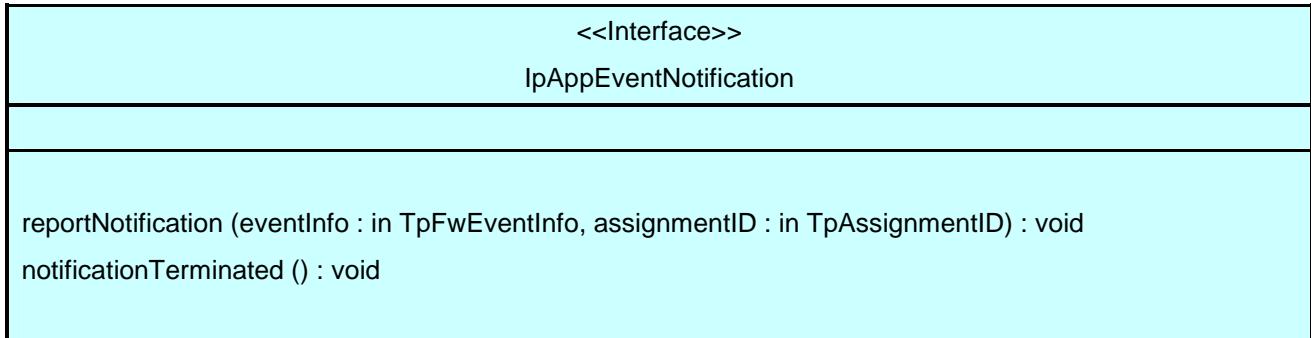 <<Interface>>
IpAppEventNotification
reportNotification (eventInfo : in TpFwEventInfo, assignmentID : in TpAssignmentID) : void
notificationTerminated () : void